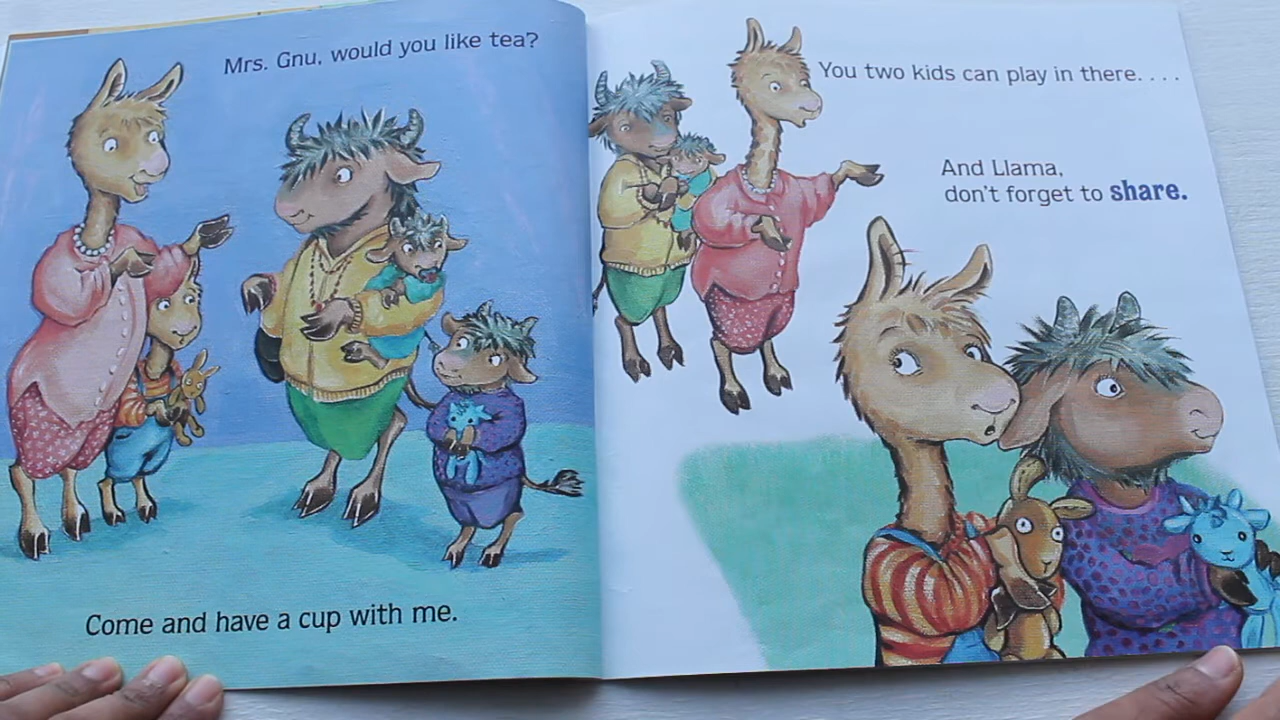 Mrs. Gnu, would you like tea?
Come and have a cup with me.
You two kids can play in there. . . .
And Llama,
don't forget to share.